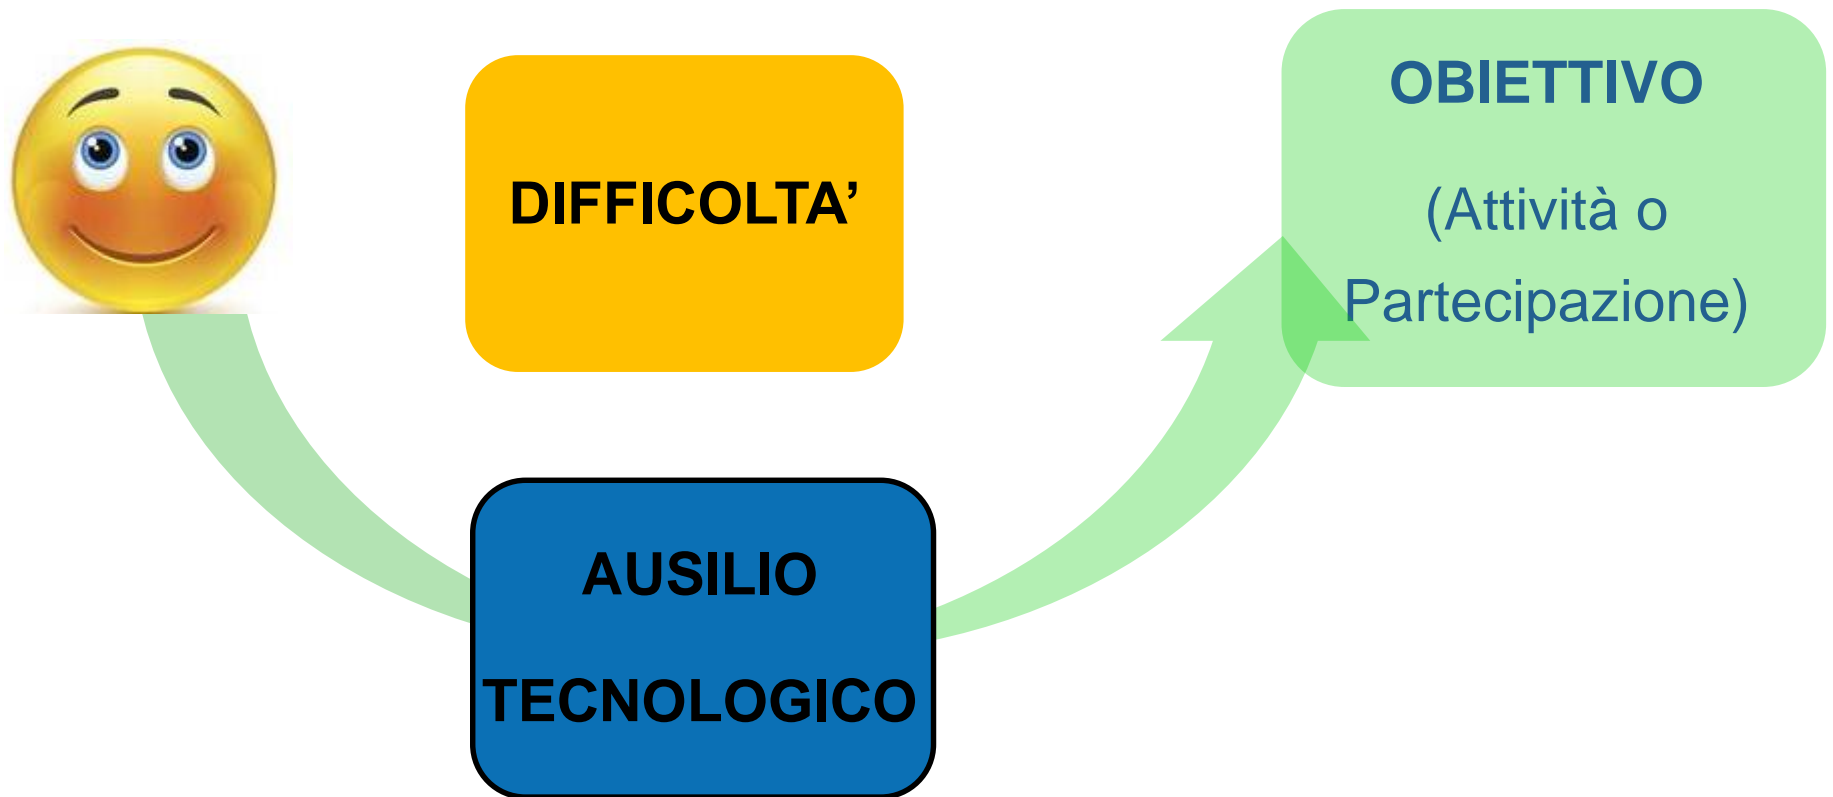 DIFFICOLTA’
OBIETTIVO
(Attività o
Partecipazione)
AUSILIO
TECNOLOGICO